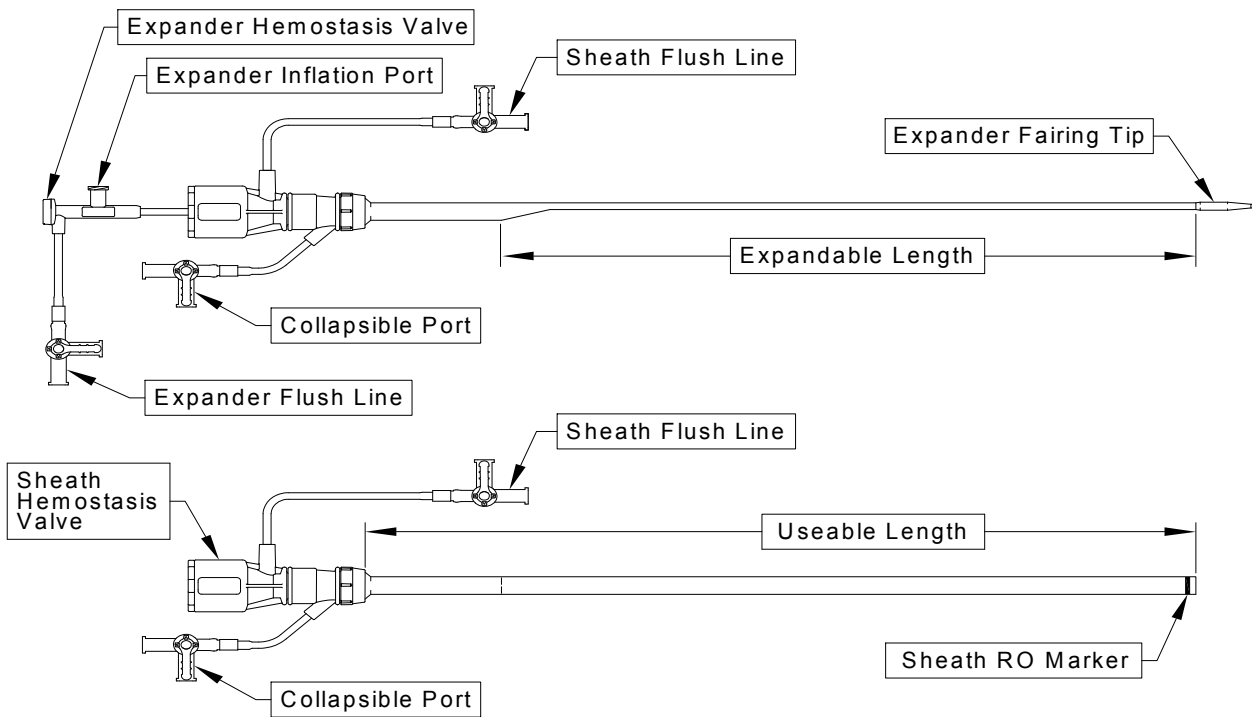 Expander Hemostasis Valve
Sheath Flush Line
Expander Inflation Port
Expander Fairing Tip
Expandable Length
Collapsible Port
Expander Flush Line
Sheath Flush Line
Sheath
Hemostasis
Valve
Useable Length
Sheath RO Marker
Collapsible Port